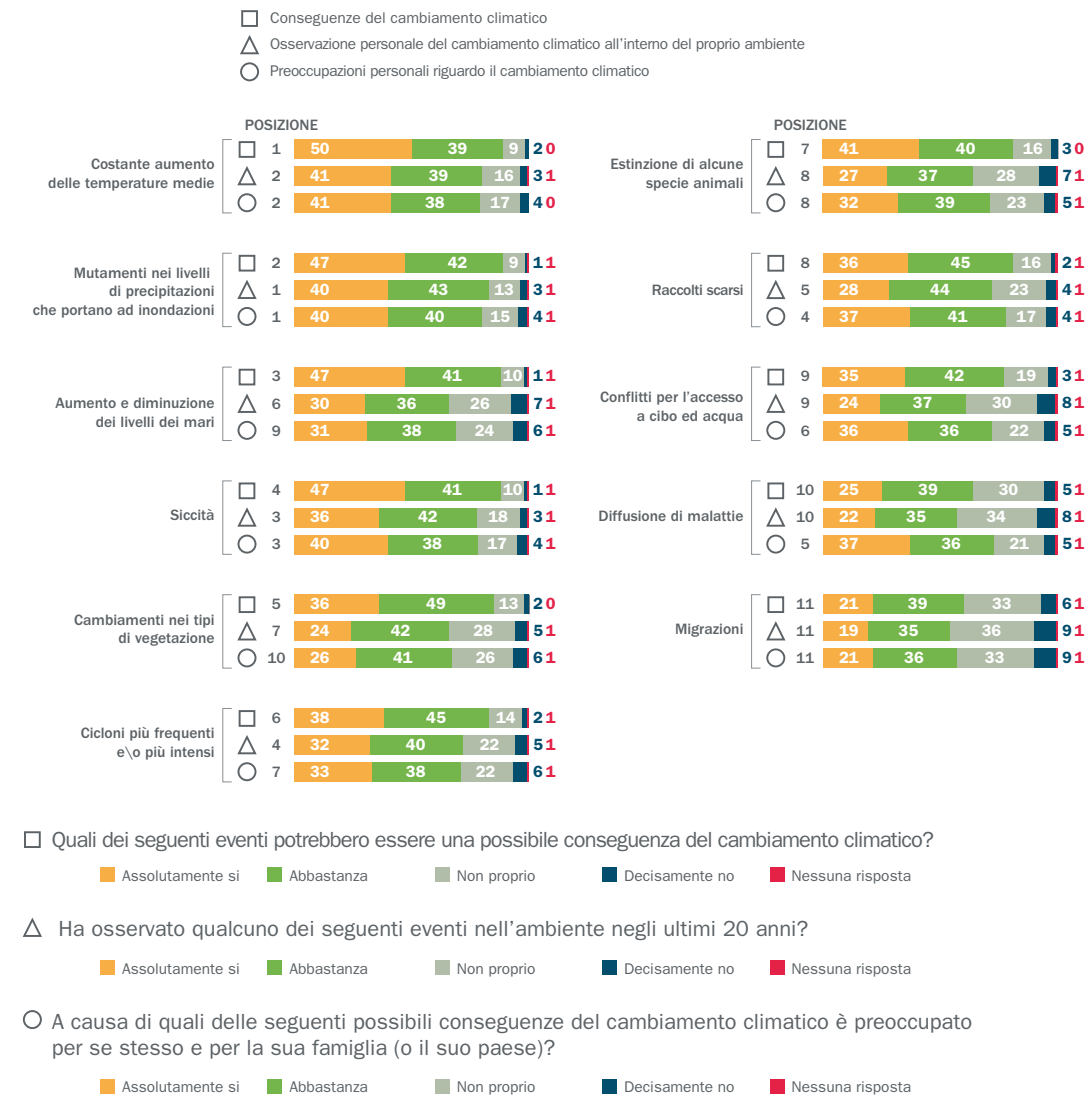 Conseguenze del cambiamento climatico
Osservazione personale del cambiamento climatico all'interno del proprio ambiente
Preoccupazioni personali riguardo il cambiamento climatico
POSIZIONE
Costante aumento
delle temperature medie
1 50 39 9 2 0
2 41 39 16 3 1
2 41 38 17 4 0
Mutamenti nei livelli
di precipitazioni
che portano ad inondazioni
2 47 42 9 1 1
1 40 43 13 3 1
1 40 40 15 4 1
Aumento e diminuzione
dei livelli dei mari
3 47 41 10 1 1
6 30 36 26 7 1
9 31 38 24 6 1
Siccità
4 47 41 10 1 1
3 36 42 18 3 1
3 40 38 17 4 1
Cambiamenti nei tipi
di vegetazione
5 36 49 13 2 0
7 24 42 28 5 1
10 26 41 26 6 1
Cicloni più frequenti
e\o più intensi
6 38 45 14 2 1
4 32 40 22 5 1
7 33 38 22 6 1
POSIZIONE
Estinzione di alcune
specie animali
7 41 40 16 3 0
8 27 37 28 7 1
8 32 39 23 5 1
Raccolti scarsi
8 36 45 16 2 1
5 28 44 23 4 1
4 37 41 17 4 1
Conflitti per l'accesso
a cibo ed acqua
9 35 42 19 3 1
9 24 37 30 8 1
6 36 36 22 5 1
Diffusione di malattie
10 25 39 30 5 1
10 22 35 34 8 1
5 37 36 21 5 1
Migrazioni
11 21 39 33 6 1
11 19 35 36 9 1
11 21 36 33 9 1
Quali dei seguenti eventi potrebbero essere una possibile conseguenza del cambiamento climatico?
Assolutamente si Abbastanza Non proprio Decisamente no Nessuna risposta
Ha osservato qualcuno dei seguenti eventi nell'ambiente negli ultimi 20 anni?
Assolutamente si Abbastanza Non proprio Decisamente no Nessuna risposta
A causa di quali delle seguenti possibili conseguenze del cambiamento climatico è preoccupato
per se stesso e per la sua famiglia (o il suo paese)?
Assolutamente si Abbastanza Non proprio Decisamente no Nessuna risposta